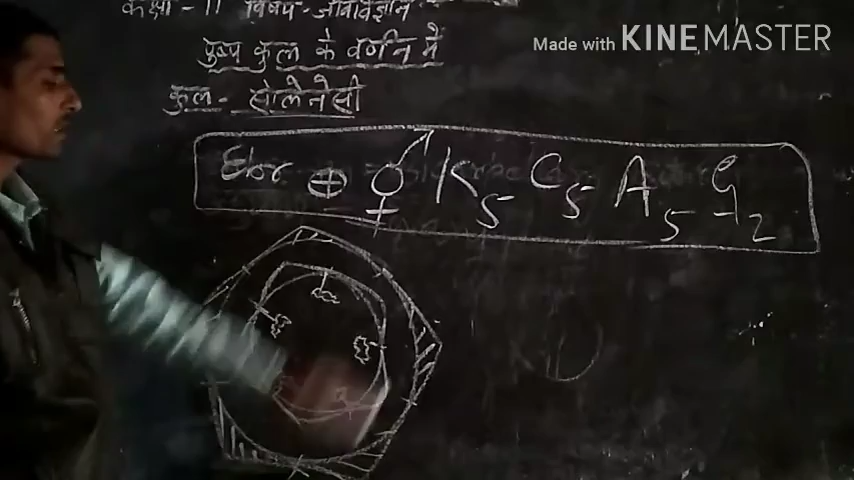 कक्षा - 11 विषय - जीवविज्ञान
Made with KINEMASTER
पुष्प कुल के वर्णन में
कुल - सोलेनेसी
Ebr ⊕ ⚥ K5 C5 A5 G2